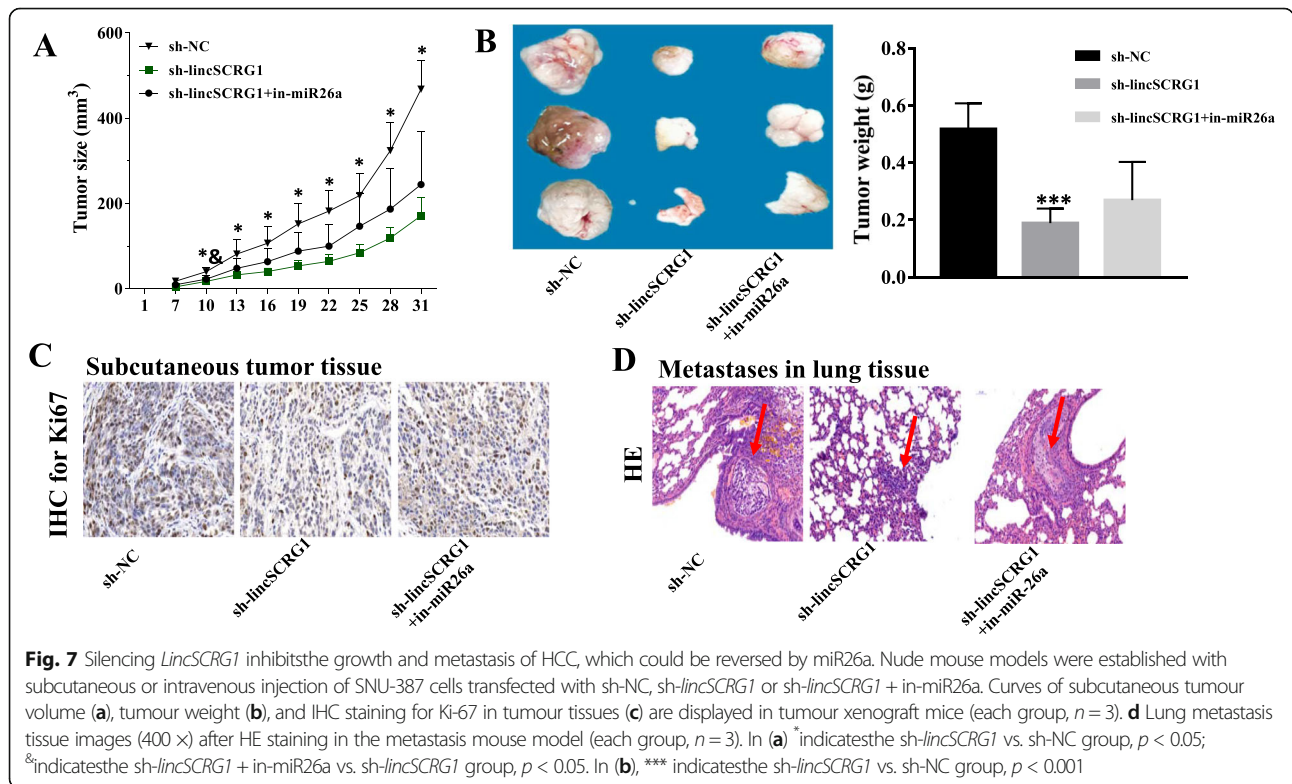 A
600
400
200
0
Tumor size (mm³)
sh-NC
sh-lincSCRG1
sh-lincSCRG1+in-miR26a
*& * * * * * * * *
1 7 10 13 16 19 22 25 28 31
B
sh-NC
sh-lincSCRG1
sh-lincSCRG1
+in-miR26a
Tumor weight (g)
0.8
0.6
0.4
0.2
0.0
***
sh-NC
sh-lincSCRG1
sh-lincSCRG1+in-miR26a
C
Subcutaneous tumor tissue
IHC for Ki67
sh-NC
sh-lincSCRG1
sh-lincSCRG1
+in-miR26a
D
Metastases in lung tissue
HE
sh-NC
sh-lincSCRG1
sh-lincSCRG1
+in-miR-26a
Fig. 7 Silencing LincSCRG1 inhibitsthe growth and metastasis of HCC, which could be reversed by miR26a. Nude mouse models were established with
subcutaneous or intravenous injection of SNU-387 cells transfected with sh-NC, sh-lincSCRG1 or sh-lincSCRG1 + in-miR26a. Curves of subcutaneous tumour
volume (a), tumour weight (b), and IHC staining for Ki-67 in tumour tissues (c) are displayed in tumour xenograft mice (each group, n = 3). d Lung metastasis
tissue images (400 ×) after HE staining in the metastasis mouse model (each group, n = 3). In (a) *indicatesthe sh-lincSCRG1 vs. sh-NC group, p < 0.05;
&indicatesthe sh-lincSCRG1 + in-miR26a vs. sh-lincSCRG1 group, p < 0.05. In (b), *** indicatesthe sh-lincSCRG1 vs. sh-NC group, p < 0.001